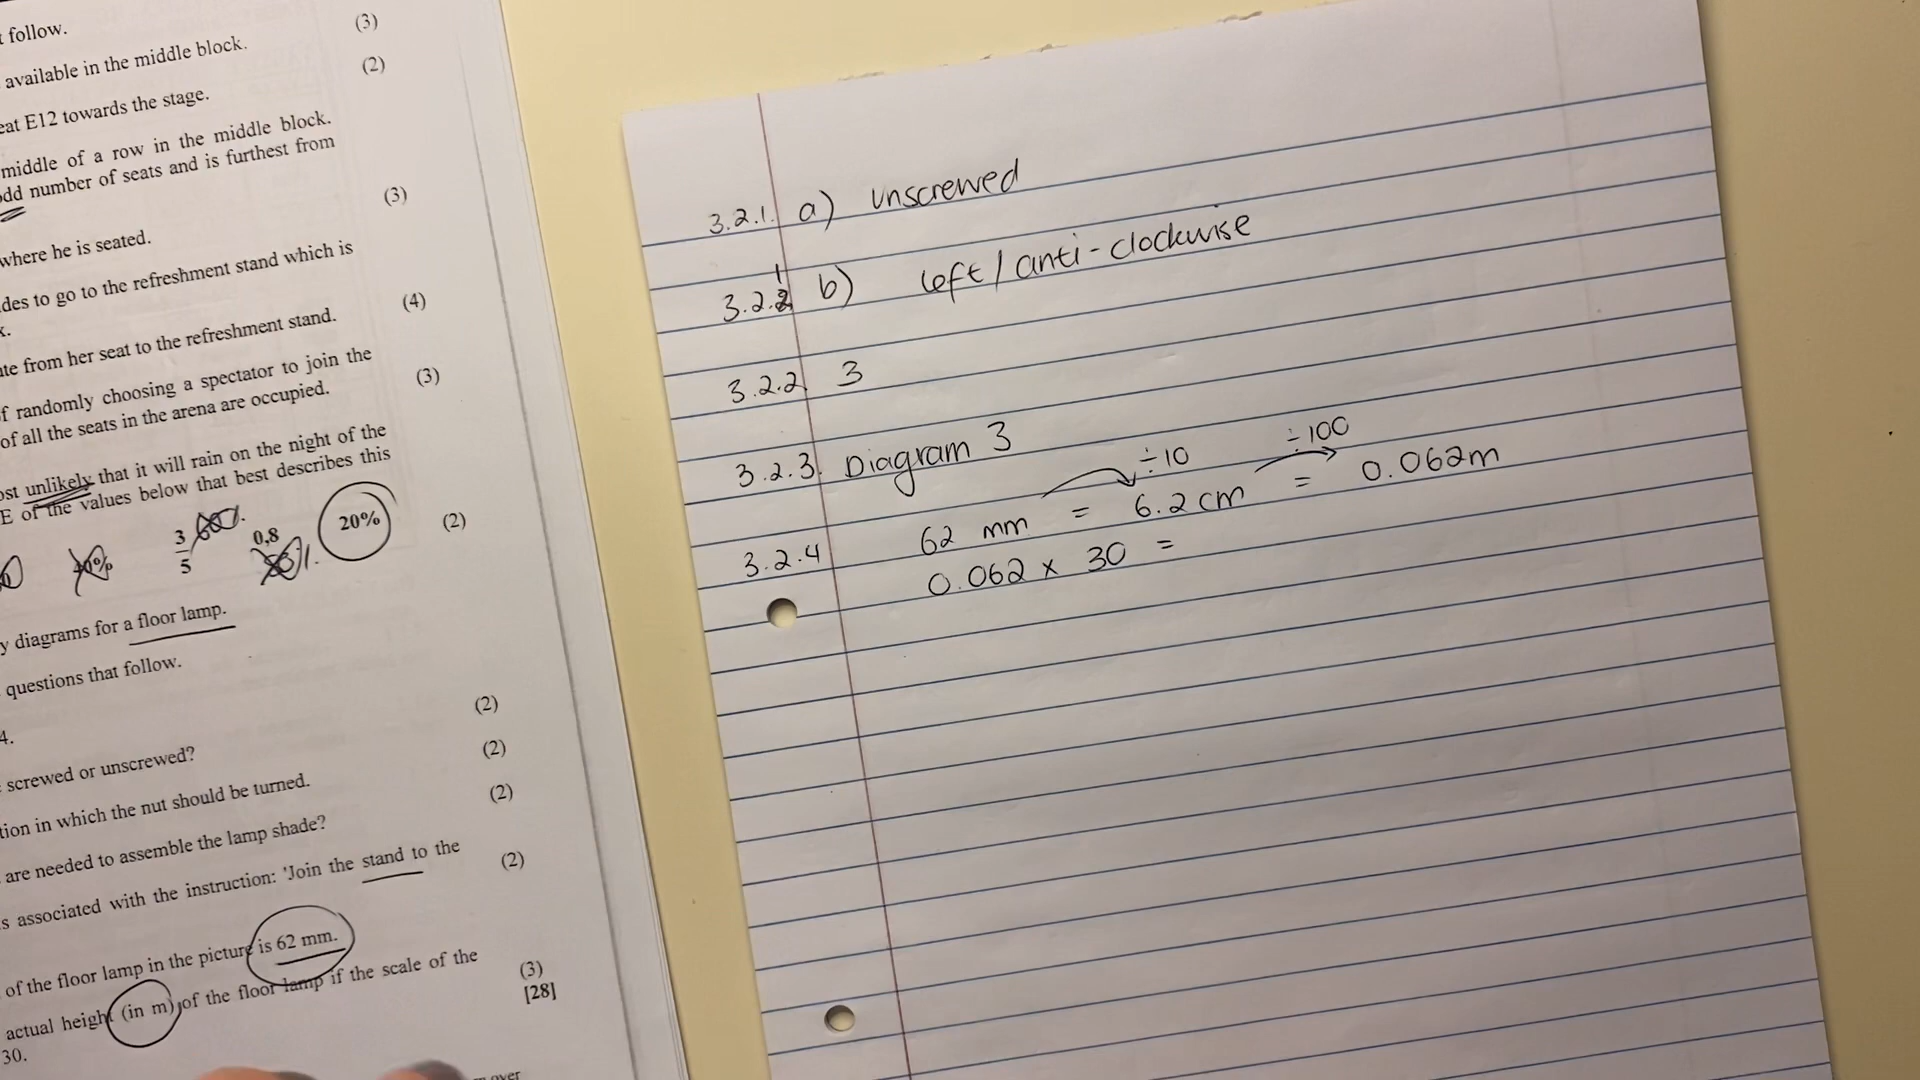 follow.
(3)
available in the middle block.
(2)
eat E12 towards the stage.
middle of a row in the middle block.
odd number of seats and is furthest from
(3)
where he is seated.
des to go to the refreshment stand which is
(4)
te from her seat to the refreshment stand.
f randomly choosing a spectator to join the
of all the seats in the arena are occupied.
(3)
ost unlikely that it will rain on the night of the
E of the values below that best describes this
3/5 0,8 20% (2)
y diagrams for a floor lamp.
questions that follow.
(2)
4.
screwed or unscrewed?
(2)
tion in which the nut should be turned.
(2)
are needed to assemble the lamp shade?
s associated with the instruction: 'Join the stand to the
(2)
of the floor lamp in the picture is 62 mm.
actual height (in m) of the floor lamp if the scale of the
(3)
[28]
30.
over
3.2.1. a) unscrewed
3.2.1 b) left / anti-clockwise
3.2.2. 3
3.2.3. Diagram 3
÷10 ÷100
3.2.4 62 mm = 6.2 cm = 0.062m
0.062 x 30 =